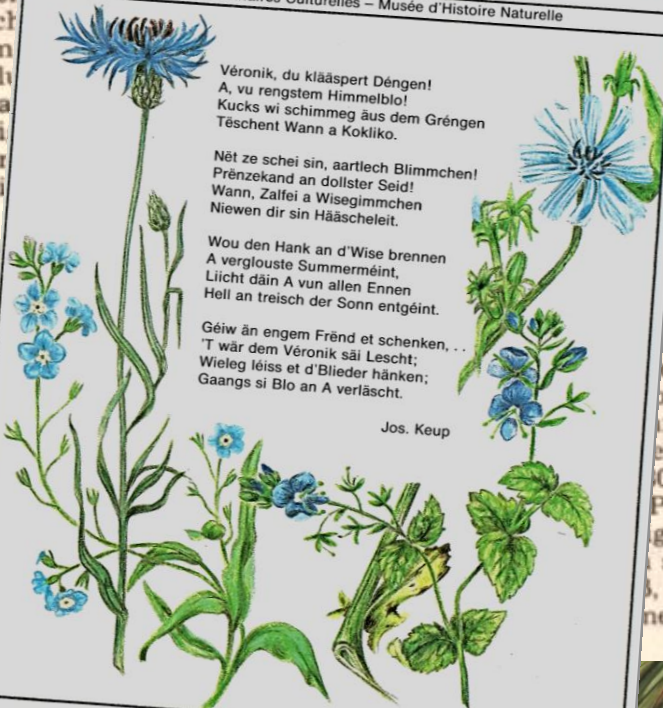 Culturelles – Musée d'Histoire Naturelle
Véronik, du klääspert Déngen!
A, vu rengstem Himmelblo!
Kucks wi schimmeg äus dem Gréngen
Tëschent Wann a Kokliko.
Nët ze schei sin, aartlech Blimmchen!
Prënzekand an dollster Seid!
Wann, Zalfei a Wisegimmchen
Niewen dir sin Hääscheleit.
Wou den Hank an d'Wise brennen
A verglouste Summerméint,
Liicht däin A vun allen Ennen
Hell an treisch der Sonn entgéint.
Géiw än engem Frënd et schenken, . .
'T wär dem Véronik säi Lescht;
Wieleg léiss et d'Blieder hänken;
Gaangs si Blo an A verläscht.
Jos. Keup